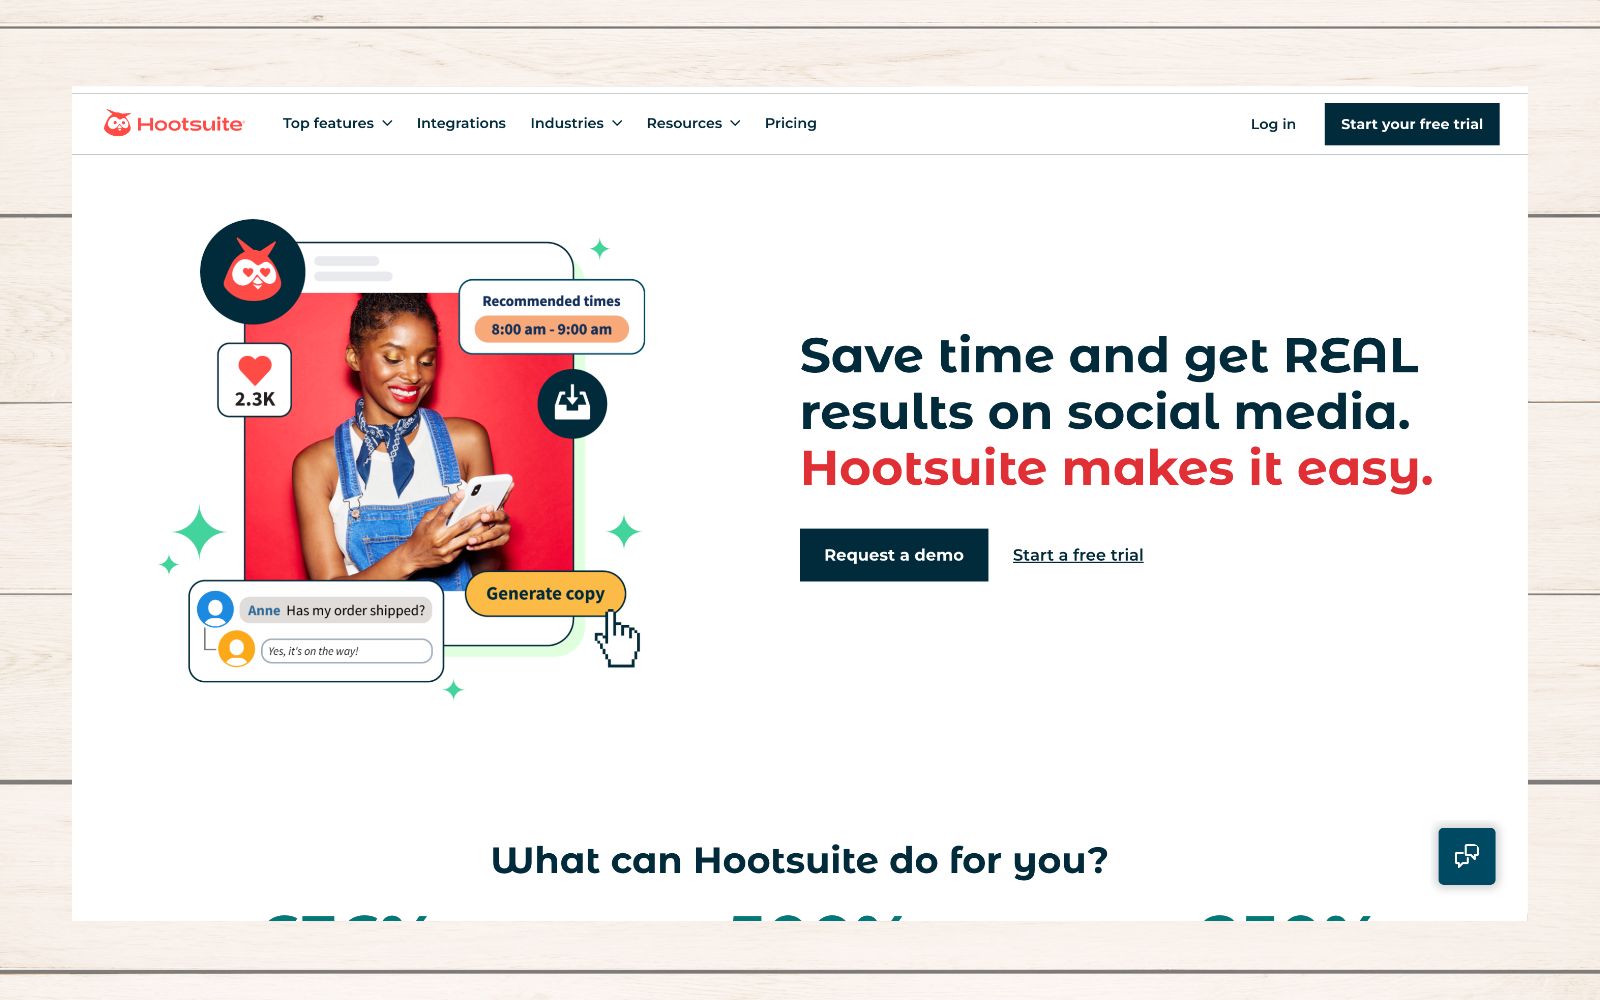 Hootsuite
Top features
Integrations
Industries
Resources
Pricing
Log in
Start your free trial
Recommended times
8:00 am - 9:00 am
2.3K
Generate copy
Anne Has my order shipped?
Yes, it's on the way!
Save time and get REAL
results on social media.
Hootsuite makes it easy.
Request a demo
Start a free trial
What can Hootsuite do for you?